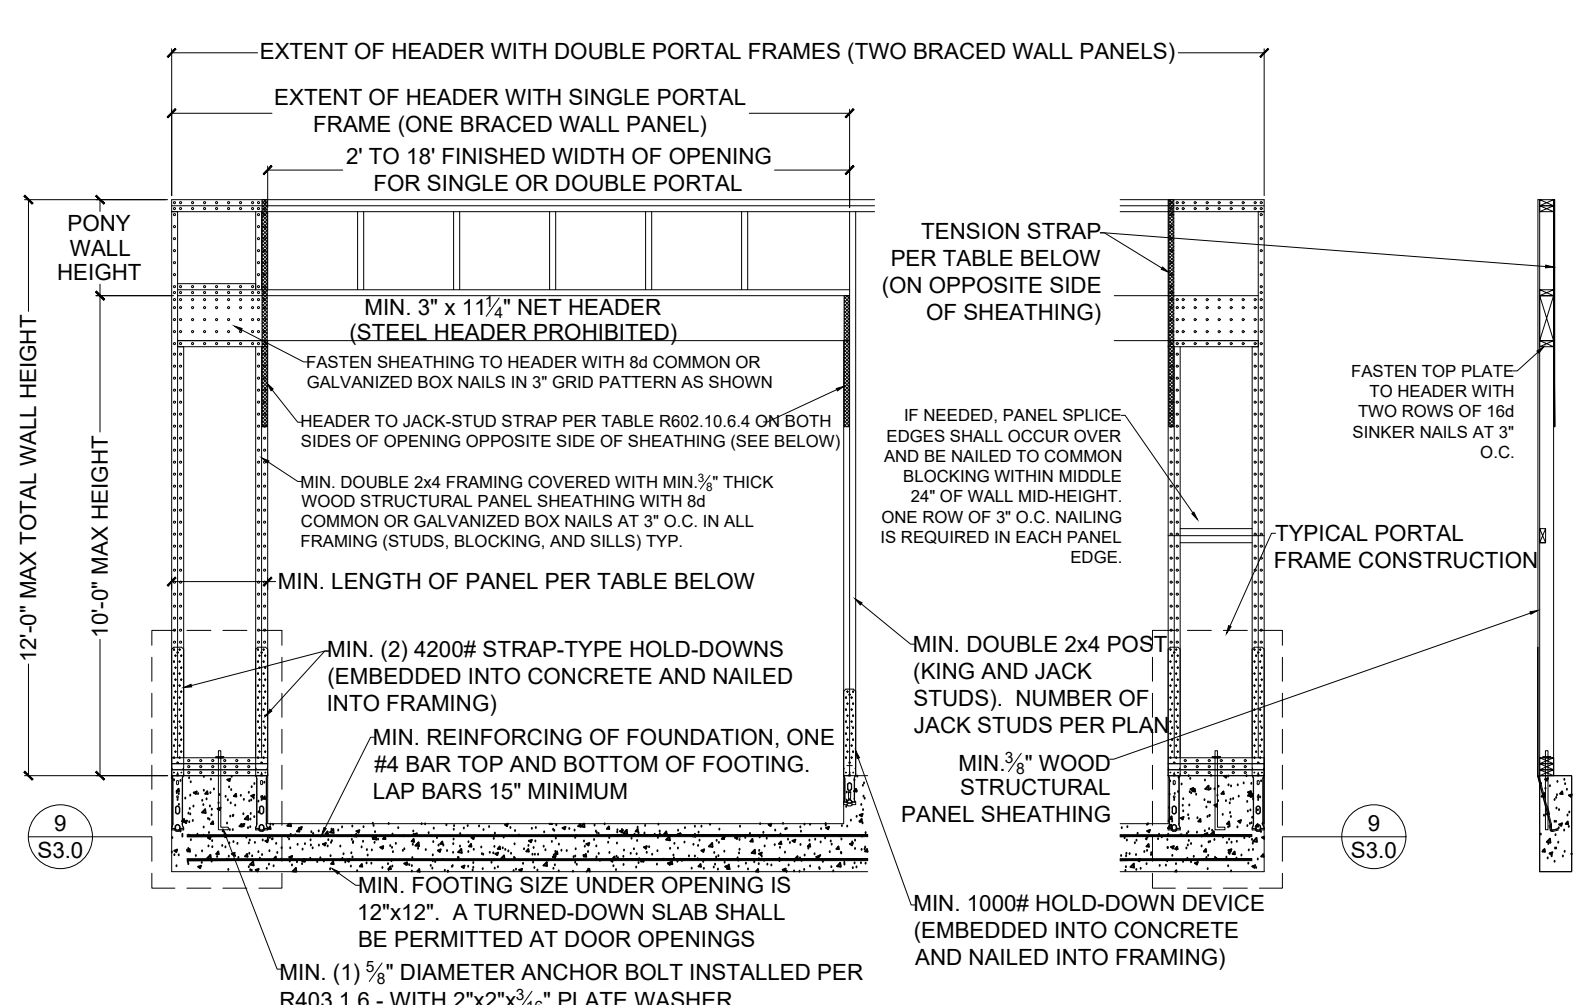 EXTENT OF HEADER WITH DOUBLE PORTAL FRAMES (TWO BRACED WALL PANELS)
EXTENT OF HEADER WITH SINGLE PORTAL
FRAME (ONE BRACED WALL PANEL)
2' TO 18' FINISHED WIDTH OF OPENING
FOR SINGLE OR DOUBLE PORTAL
PONY
WALL
HEIGHT
12'-0" MAX TOTAL WALL HEIGHT
10'-0" MAX HEIGHT
MIN. 3" x 11¼" NET HEADER
(STEEL HEADER PROHIBITED)
FASTEN SHEATHING TO HEADER WITH 8d COMMON OR
GALVANIZED BOX NAILS IN 3" GRID PATTERN AS SHOWN
HEADER TO JACK-STUD STRAP PER TABLE R602.10.6.4 ON BOTH
SIDES OF OPENING OPPOSITE SIDE OF SHEATHING (SEE BELOW)
MIN. DOUBLE 2x4 FRAMING COVERED WITH MIN.⅜" THICK
WOOD STRUCTURAL PANEL SHEATHING WITH 8d
COMMON OR GALVANIZED BOX NAILS AT 3" O.C. IN ALL
FRAMING (STUDS, BLOCKING, AND SILLS) TYP.
MIN. LENGTH OF PANEL PER TABLE BELOW
MIN. (2) 4200# STRAP-TYPE HOLD-DOWNS
(EMBEDDED INTO CONCRETE AND NAILED
INTO FRAMING)
MIN. REINFORCING OF FOUNDATION, ONE
#4 BAR TOP AND BOTTOM OF FOOTING.
LAP BARS 15" MINIMUM
9
S3.0
MIN. FOOTING SIZE UNDER OPENING IS
12"x12". A TURNED-DOWN SLAB SHALL
BE PERMITTED AT DOOR OPENINGS
MIN. (1) ⅝" DIAMETER ANCHOR BOLT INSTALLED PER
R403.1.6 - WITH 2"x2"x3⁄16" PLATE WASHER
TENSION STRAP
PER TABLE BELOW
(ON OPPOSITE SIDE
OF SHEATHING)
IF NEEDED, PANEL SPLICE
EDGES SHALL OCCUR OVER
AND BE NAILED TO COMMON
BLOCKING WITHIN MIDDLE
24" OF WALL MID-HEIGHT.
ONE ROW OF 3" O.C. NAILING
IS REQUIRED IN EACH PANEL
EDGE.
MIN. DOUBLE 2x4 POST
(KING AND JACK
STUDS). NUMBER OF
JACK STUDS PER PLAN
MIN.⅜" WOOD
STRUCTURAL
PANEL SHEATHING
MIN. 1000# HOLD-DOWN DEVICE
(EMBEDDED INTO CONCRETE
AND NAILED INTO FRAMING)
FASTEN TOP PLATE
TO HEADER WITH
TWO ROWS OF 16d
SINKER NAILS AT 3"
O.C.
TYPICAL PORTAL
FRAME CONSTRUCTION
9
S3.0